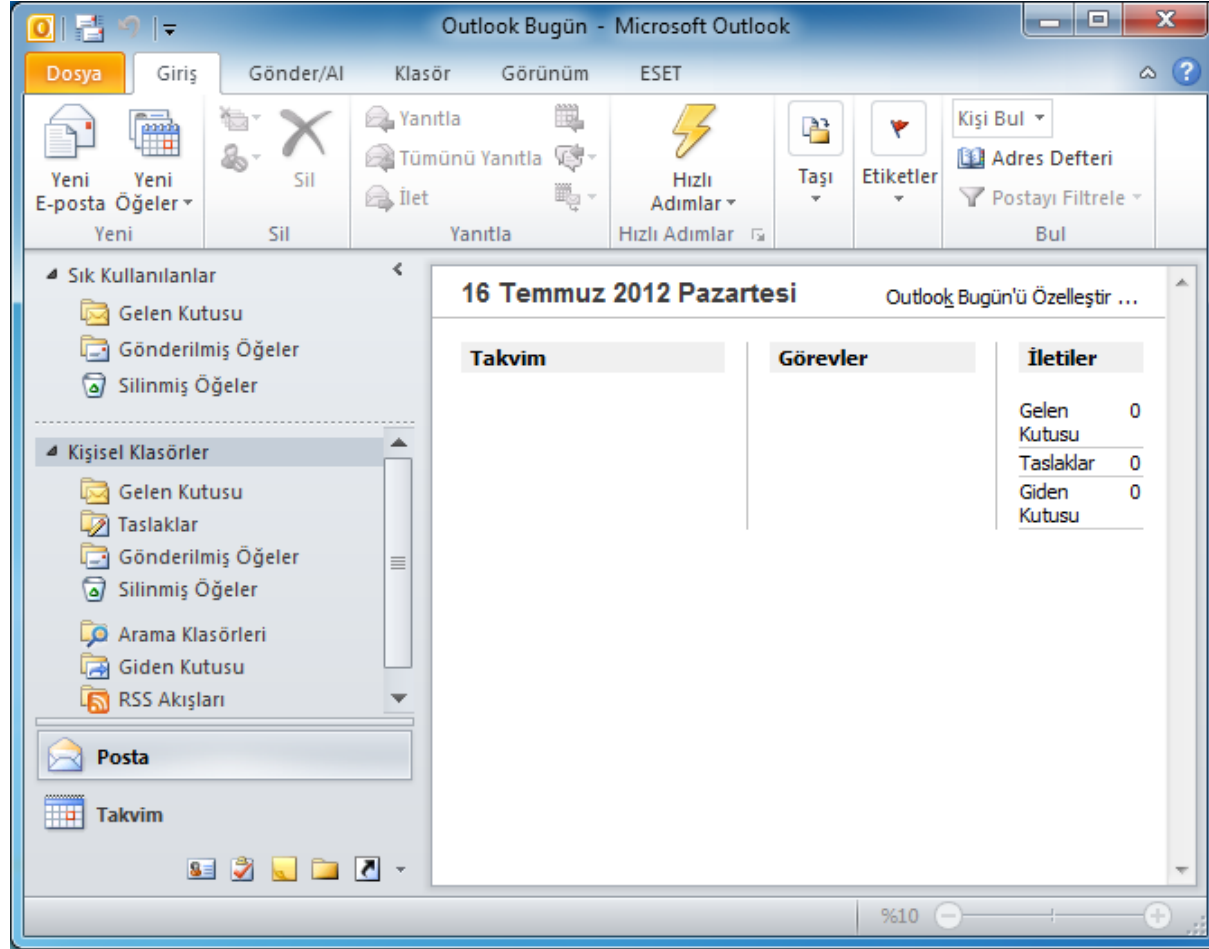 Outlook Bugün - Microsoft Outlook
Dosya Giriş Gönder/Al Klasör Görünüm ESET
Yeni E-posta
Yeni Öğeler
Sil
Yanıtla
Tümünü Yanıtla
İlet
Hızlı Adımlar
Taşı
Etiketler
Kişi Bul
Adres Defteri
Postayı Filtrele
Yeni Sil Yanıtla Hızlı Adımlar Bul
Sık Kullanılanlar
Gelen Kutusu
Gönderilmiş Öğeler
Silinmiş Öğeler
Kişisel Klasörler
Gelen Kutusu
Taslaklar
Gönderilmiş Öğeler
Silinmiş Öğeler
Arama Klasörleri
Giden Kutusu
RSS Akışları
Posta
Takvim
16 Temmuz 2012 Pazartesi
Outlook Bugün'ü Özelleştir ...
Takvim
Görevler
İletiler
Gelen Kutusu 0
Taslaklar 0
Giden Kutusu 0
%10